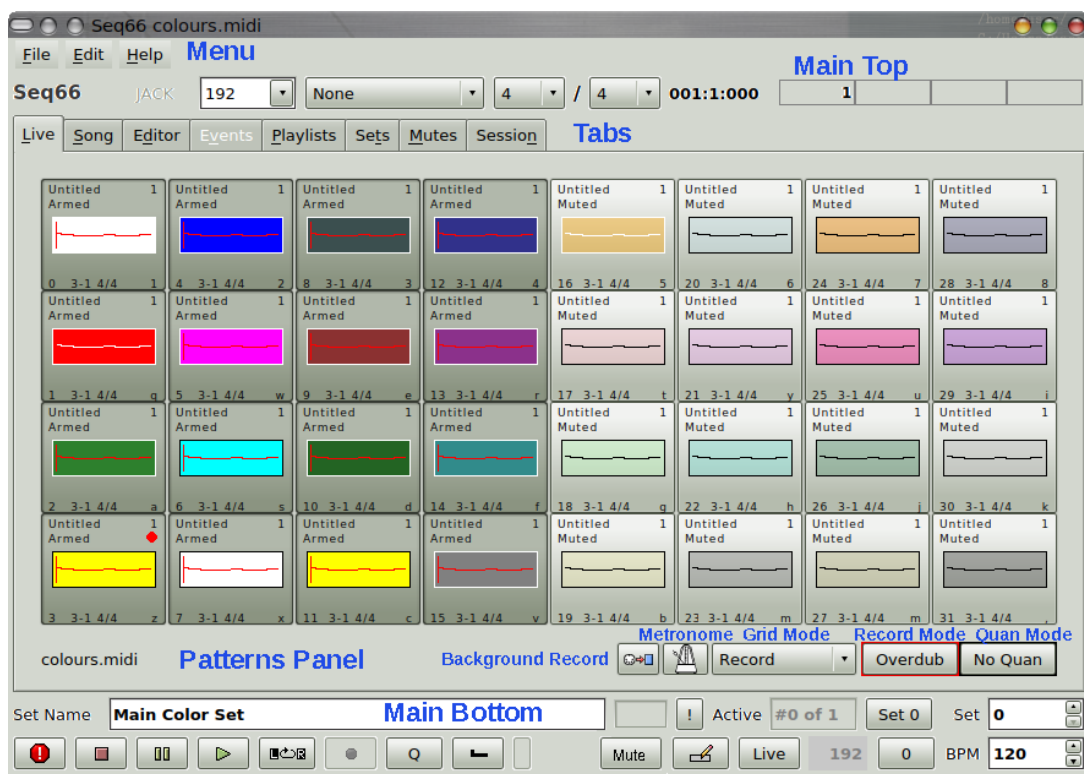 Seq66 colours.midi
File Edit Help Menu
Main Top
Seq66 JACK 192 None 4 / 4 001:1:000 1
Live Song Editor Events Playlists Sets Mutes Session Tabs
Untitled 1 Untitled 1 Untitled 1 Untitled 1 Untitled 1 Untitled 1 Untitled 1 Untitled 1
Armed Armed Armed Armed Muted Muted Muted Muted
0 3-1 4/4 1 4 3-1 4/4 2 8 3-1 4/4 3 12 3-1 4/4 4 16 3-1 4/4 5 20 3-1 4/4 6 24 3-1 4/4 7 28 3-1 4/4 8
Untitled 1 Untitled 1 Untitled 1 Untitled 1 Untitled 1 Untitled 1 Untitled 1 Untitled 1
Armed Armed Armed Armed Muted Muted Muted Muted
1 3-1 4/4 q 5 3-1 4/4 w 9 3-1 4/4 e 13 3-1 4/4 r 17 3-1 4/4 t 21 3-1 4/4 y 25 3-1 4/4 u 29 3-1 4/4 i
Untitled 1 Untitled 1 Untitled 1 Untitled 1 Untitled 1 Untitled 1 Untitled 1 Untitled 1
Armed Armed Armed Armed Muted Muted Muted Muted
2 3-1 4/4 a 6 3-1 4/4 s 10 3-1 4/4 d 14 3-1 4/4 f 18 3-1 4/4 g 22 3-1 4/4 h 26 3-1 4/4 j 30 3-1 4/4 k
Untitled 1 Untitled 1 Untitled 1 Untitled 1 Untitled 1 Untitled 1 Untitled 1 Untitled 1
Armed Armed Armed Armed Muted Muted Muted Muted
3 3-1 4/4 z 7 3-1 4/4 x 11 3-1 4/4 c 15 3-1 4/4 v 19 3-1 4/4 b 23 3-1 4/4 m 27 3-1 4/4 m 31 3-1 4/4 ,
Metronome Grid Mode Record Mode Quan Mode
colours.midi Patterns Panel Background Record Record Overdub No Quan
Set Name Main Color Set Main Bottom ! Active #0 of 1 Set 0 Set 0
Q Mute Live 192 0 BPM 120